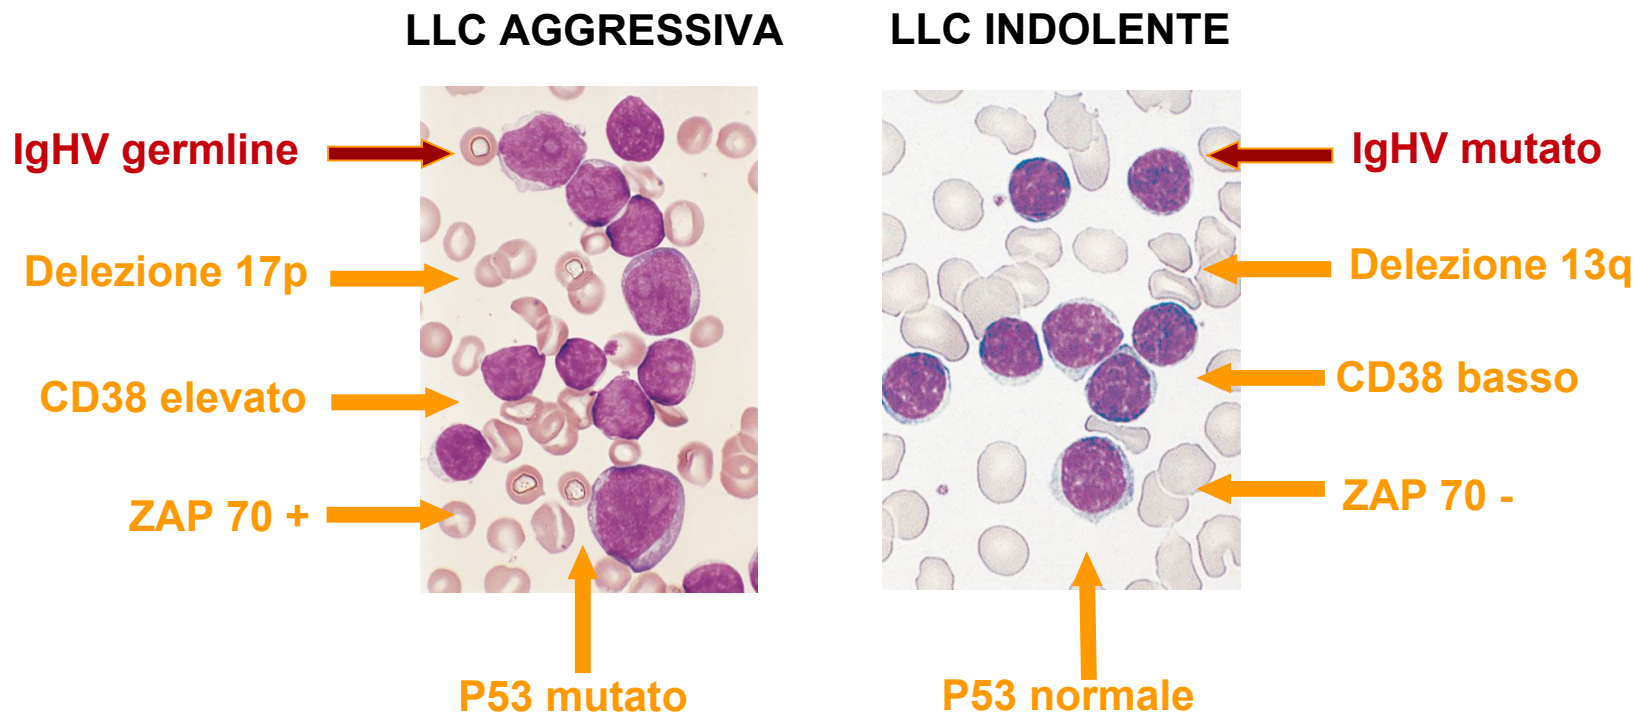 LLC AGGRESSIVA
LLC INDOLENTE
IgHV germline
IgHV mutato
Delezione 17p
Delezione 13q
CD38 elevato
CD38 basso
ZAP 70 +
ZAP 70 -
P53 mutato
P53 normale